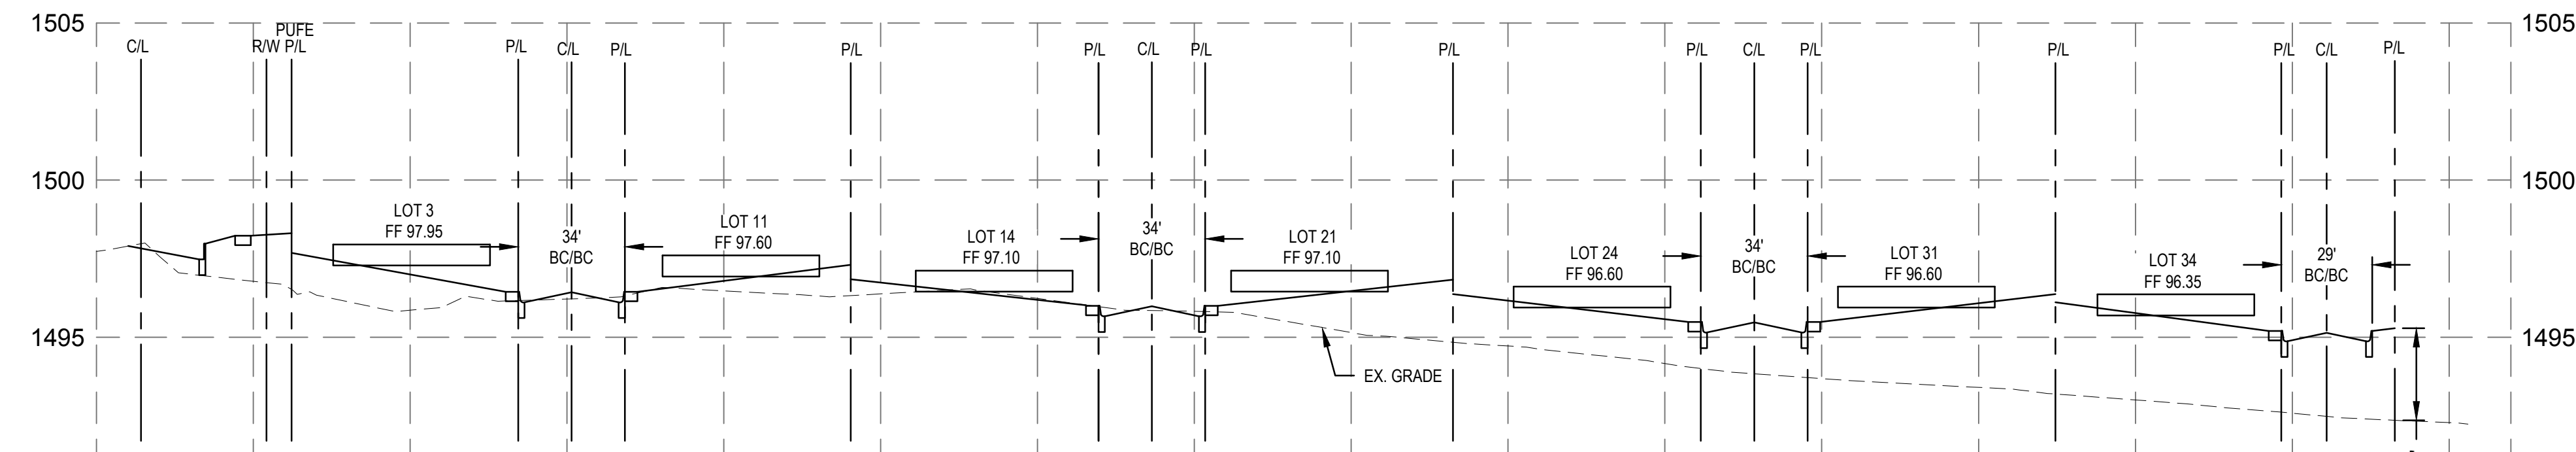 1505
1505
PUFE
C/L
R/W P/L
P/L
C/L
P/L
P/L
P/L
C/L
P/L
P/L
P/L
C/L
P/L
P/L
P/L
C/L
P/L
1500
1500
LOT 3
FF 97.95
34'
BC/BC
LOT 11
FF 97.60
LOT 14
FF 97.10
34'
BC/BC
LOT 21
FF 97.10
LOT 24
FF 96.60
34'
BC/BC
LOT 31
FF 96.60
LOT 34
FF 96.35
29'
BC/BC
1495
1495
EX. GRADE